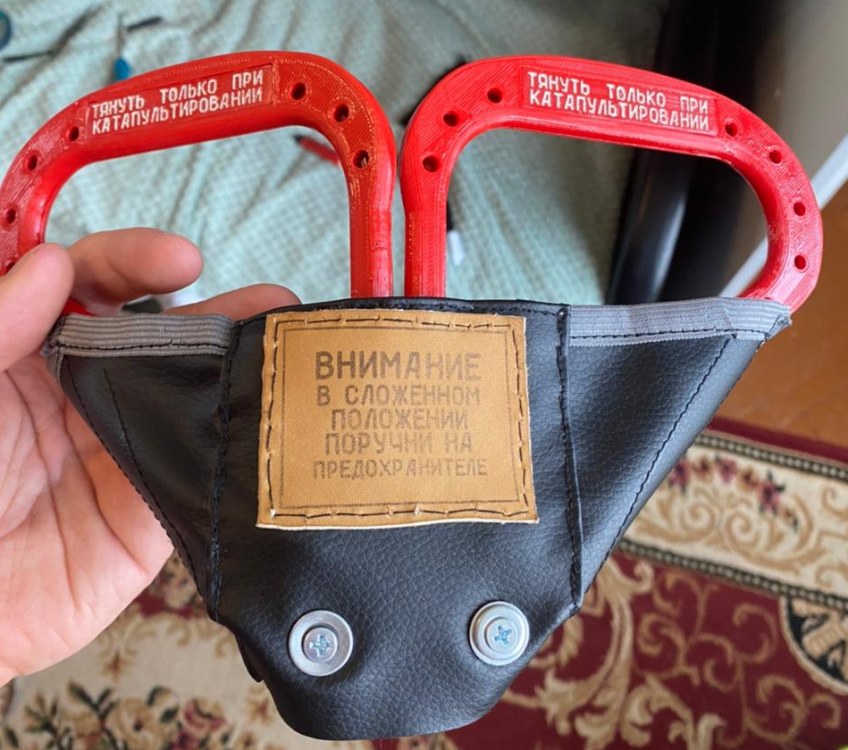 ТЯНУТЬ ТОЛЬКО ПРИ
КАТАПУЛЬТИРОВАНИИ
ТЯНУТЬ ТОЛЬКО ПРИ
КАТАПУЛЬТИРОВАНИИ
ВНИМАНИЕ
В СЛОЖЕННОМ
ПОЛОЖЕНИИ
ПОРУЧНИ НА
ПРЕДОХРАНИТЕЛЕ